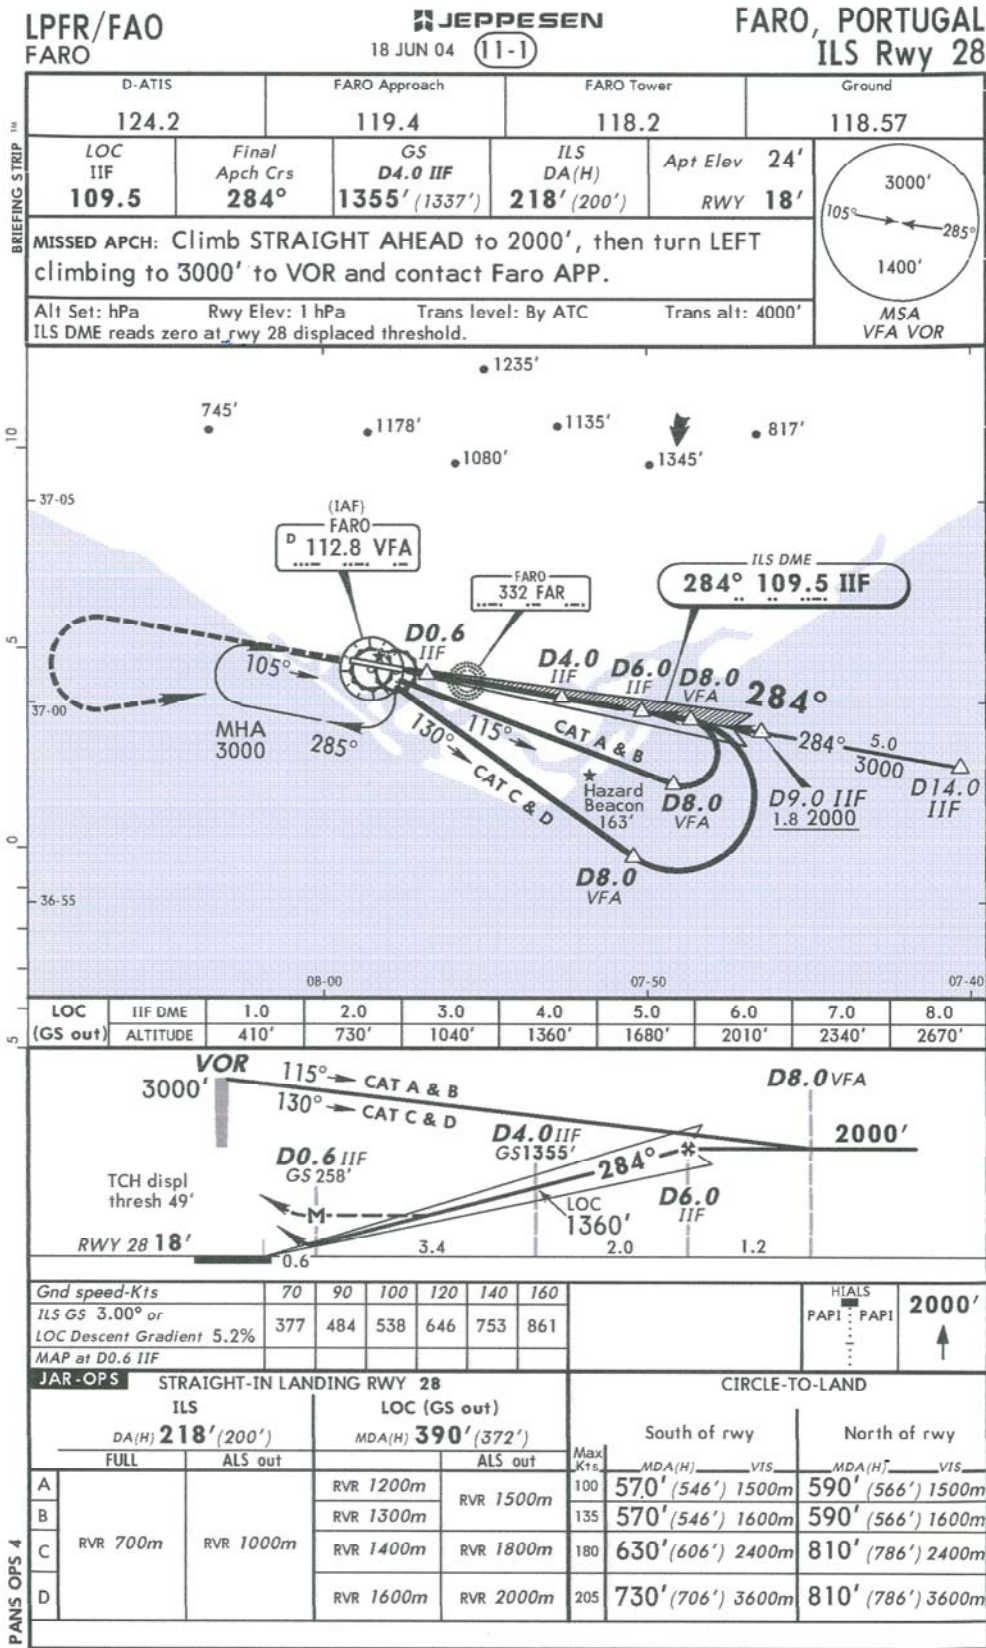 LPFR/FAO
FARO
JEPPESEN
18 JUN 04 11-1
FARO, PORTUGAL
ILS Rwy 28
BRIEFING STRIP TM
D-ATIS FARO Approach FARO Tower Ground
124.2 119.4 118.2 118.57
LOC IIF 109.5
Final Apch Crs 284°
GS D4.0 IIF 1355' (1337')
ILS DA(H) 218' (200')
Apt Elev 24'
RWY 18'
MISSED APCH: Climb STRAIGHT AHEAD to 2000', then turn LEFT
climbing to 3000' to VOR and contact Faro APP.
Alt Set: hPa Rwy Elev: 1 hPa Trans level: By ATC Trans alt: 4000'
ILS DME reads zero at rwy 28 displaced threshold.
3000'
105°
285°
1400'
MSA
VFA VOR
1235'
745'
1178'
1135'
817'
1080'
1345'
10
37-05
(IAF)
FARO
D 112.8 VFA
FARO
332 FAR
ILS DME
284° 109.5 IIF
5
D0.6
IIF
D4.0
IIF
D6.0
IIF
D8.0
VFA
284°
105°
37-00
MHA
3000
285°
115°
CAT A & B
130°
CAT C & D
284° 5.0
3000
Hazard
Beacon
163'
D8.0
VFA
D9.0 IIF
1.8 2000
D14.0
IIF
0
D8.0
VFA
36-55
08-00
07-50
07-40
5
LOC IIF DME 1.0 2.0 3.0 4.0 5.0 6.0 7.0 8.0
(GS out) ALTITUDE 410' 730' 1040' 1360' 1680' 2010' 2340' 2670'
VOR
3000'
115° CAT A & B
130° CAT C & D
D8.0 VFA
D4.0 IIF
GS1355'
2000'
D0.6 IIF
GS 258'
284°
TCH displ
thresh 49'
M
LOC
1360'
D6.0
IIF
RWY 28 18'
0.6 3.4 2.0 1.2
Gnd speed-Kts 70 90 100 120 140 160
ILS GS 3.00° or
LOC Descent Gradient 5.2% 377 484 538 646 753 861
MAP at D0.6 IIF
HIALS
PAPI PAPI
2000'
JAR-OPS STRAIGHT-IN LANDING RWY 28 CIRCLE-TO-LAND
ILS LOC (GS out)
DA(H) 218' (200') MDA(H) 390' (372')
South of rwy North of rwy
FULL ALS out ALS out
Max Kts MDA(H) VIS MDA(H) VIS
A RVR 1200m RVR 1500m 100 570' (546') 1500m 590' (566') 1500m
B RVR 1300m 135 570' (546') 1600m 590' (566') 1600m
C RVR 700m RVR 1000m RVR 1400m RVR 1800m 180 630' (606') 2400m 810' (786') 2400m
D RVR 1600m RVR 2000m 205 730' (706') 3600m 810' (786') 3600m
PANS OPS 4